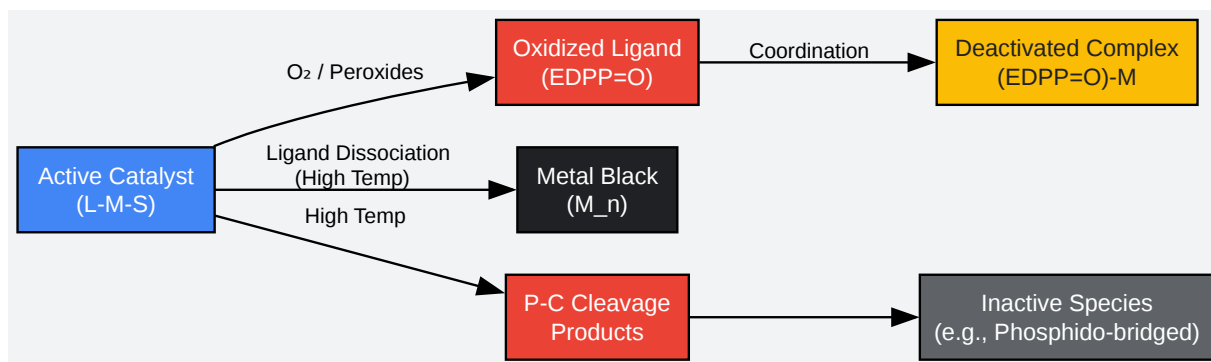 Oxidized Ligand
(EDPP=O)
Coordination
Deactivated Complex
(EDPP=O)-M
O₂ / Peroxides
Active Catalyst
(L-M-S)
Ligand Dissociation
(High Temp)
Metal Black
(M_n)
High Temp
P-C Cleavage
Products
Inactive Species
(e.g., Phosphido-bridged)